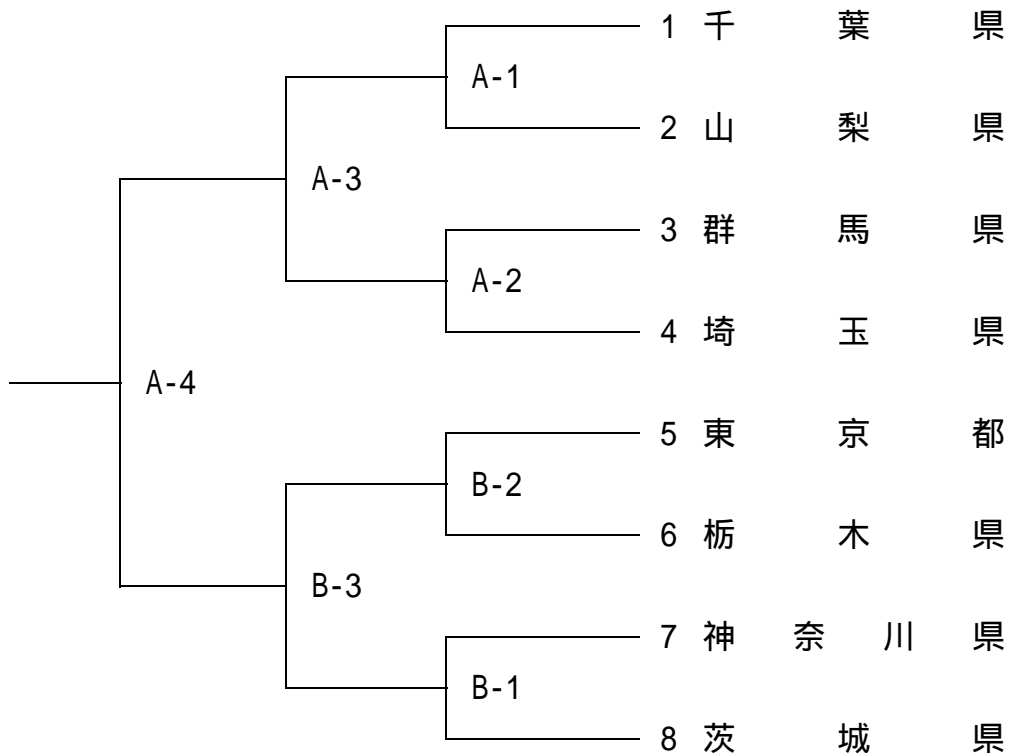 1 千葉県
A-1
2 山梨県
A-3
3 群馬県
A-2
4 埼玉県
A-4
5 東京都
B-2
6 栃木県
B-3
7 神奈川県
B-1
8 茨城県